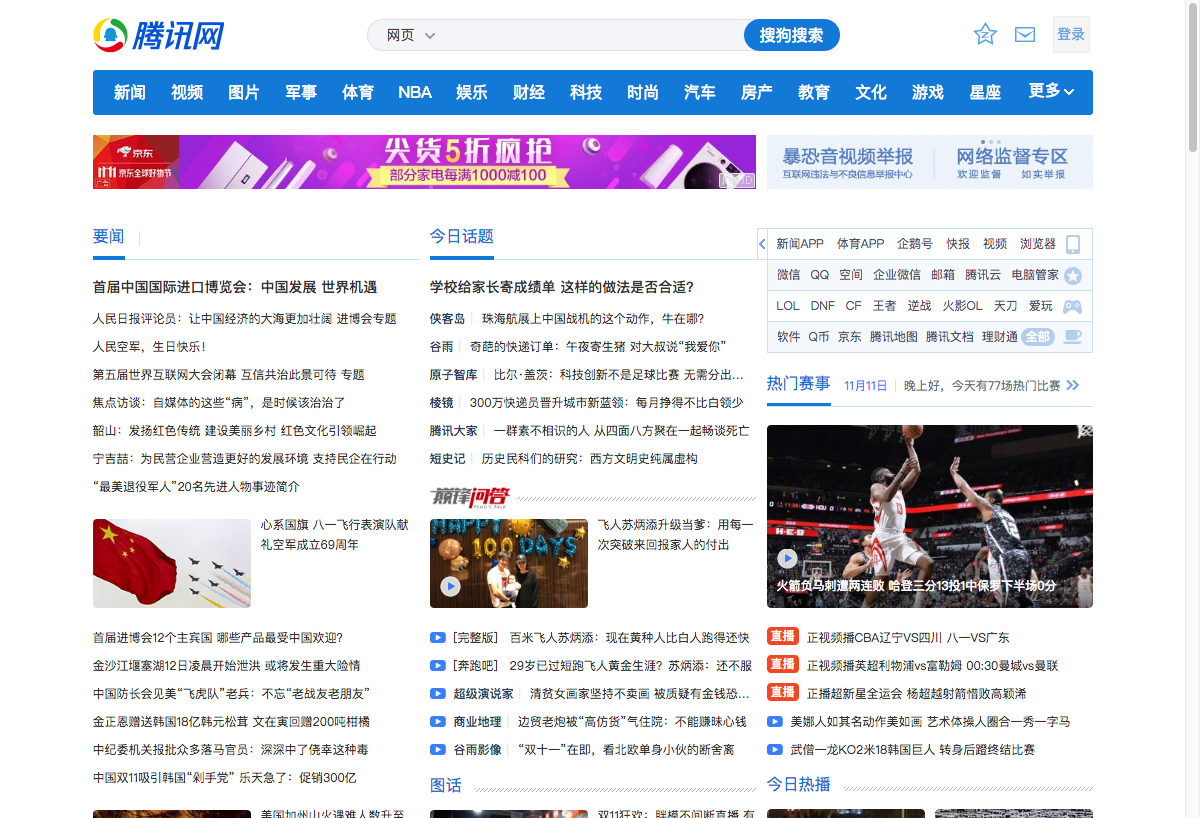 腾讯网
网页
搜狗搜索
登录
新闻 视频 图片 军事 体育 NBA 娱乐 财经 科技 时尚 汽车 房产 教育 文化 游戏 星座 更多
京东
11.11 京东全球好物节
广告
尖货5折疯抢
部分家电每满1000减100
暴恐音视频举报
互联网违法与不良信息举报中心
网络监督专区
欢迎监督 如实举报
要闻
首届中国国际进口博览会：中国发展 世界机遇
人民日报评论员：让中国经济的大海更加壮阔 进博会专题
人民空军，生日快乐！
第五届世界互联网大会闭幕 互信共治此景可待 专题
焦点访谈：自媒体的这些“病”，是时候该治治了
韶山：发扬红色传统 建设美丽乡村 红色文化引领崛起
宁吉喆：为民营企业营造更好的发展环境 支持民企在行动
“最美退役军人”20名先进人物事迹简介
心系国旗 八一飞行表演队献
礼空军成立69周年
首届进博会12个主宾国 哪些产品最受中国欢迎?
金沙江堰塞湖12日凌晨开始泄洪 或将发生重大险情
中国防长会见美“飞虎队”老兵：不忘“老战友老朋友”
金正恩赠送韩国18亿韩元松茸 文在寅回赠200吨柑橘
中纪委机关报批众多落马官员：深深中了侥幸这种毒
中国双11吸引韩国“剁手党” 乐天急了：促销300亿
美国加州山火遇难人数升至
今日话题
学校给家长寄成绩单 这样的做法是否合适?
侠客岛 珠海航展上中国战机的这个动作，牛在哪?
谷雨 奇葩的快递订单：午夜寄生猪 对大叔说“我爱你”
原子智库 比尔·盖茨：科技创新不是足球比赛 无需分出...
棱镜 300万快递员晋升城市新蓝领：每月挣得不比白领少
腾讯大家 一群素不相识的人 从四面八方聚在一起畅谈死亡
短史记 历史民科们的研究：西方文明史纯属虚构
巅锋问答
HAPPY
100 DAYS
飞人苏炳添升级当爹：用每一
次突破来回报家人的付出
[完整版] 百米飞人苏炳添：现在黄种人比白人跑得还快
[奔跑吧] 29岁已过短跑飞人黄金生涯? 苏炳添：还不服
超级演说家 清贫女画家坚持不卖画 被质疑有金钱恐...
商业地理 边贸老炮被“高仿货”气住院：不能赚昧心钱
谷雨影像 “双十一”在即，看北欧单身小伙的断舍离
图话
双11狂欢：胖模不间断直播 有
新闻APP 体育APP 企鹅号 快报 视频 浏览器
微信 QQ 空间 企业微信 邮箱 腾讯云 电脑管家
LOL DNF CF 王者 逆战 火影OL 天刀 爱玩
软件 Q币 京东 腾讯地图 腾讯文档 理财通 全部
热门赛事 11月11日 晚上好，今天有77场热门比赛
H-E-B
火箭负马刺遭两连败 哈登三分13投1中保罗下半场0分
直播 正视频播CBA辽宁VS四川 八一VS广东
直播 正视频播英超利物浦vs富勒姆 00:30曼城vs曼联
直播 正播超新星全运会 杨超越射箭惜败高颖浠
美娜人如其名动作美如画 艺术体操人圈合一秀一字马
武僧一龙KO2米18韩国巨人 转身后蹬终结比赛
今日热播